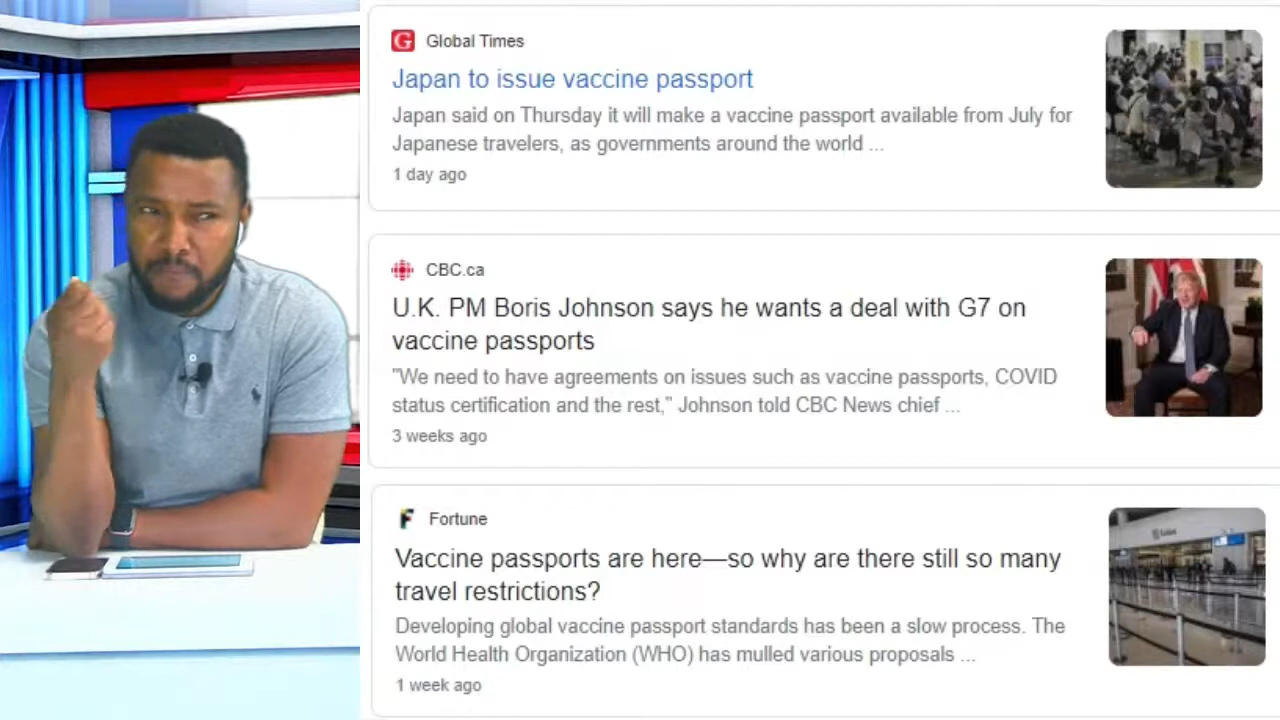 Global Times
Japan to issue vaccine passport
Japan said on Thursday it will make a vaccine passport available from July for
Japanese travelers, as governments around the world ...
1 day ago
CBC.ca
U.K. PM Boris Johnson says he wants a deal with G7 on
vaccine passports
"We need to have agreements on issues such as vaccine passports, COVID
status certification and the rest," Johnson told CBC News chief ...
3 weeks ago
Fortune
Vaccine passports are here—so why are there still so many
travel restrictions?
Developing global vaccine passport standards has been a slow process. The
World Health Organization (WHO) has mulled various proposals ...
1 week ago